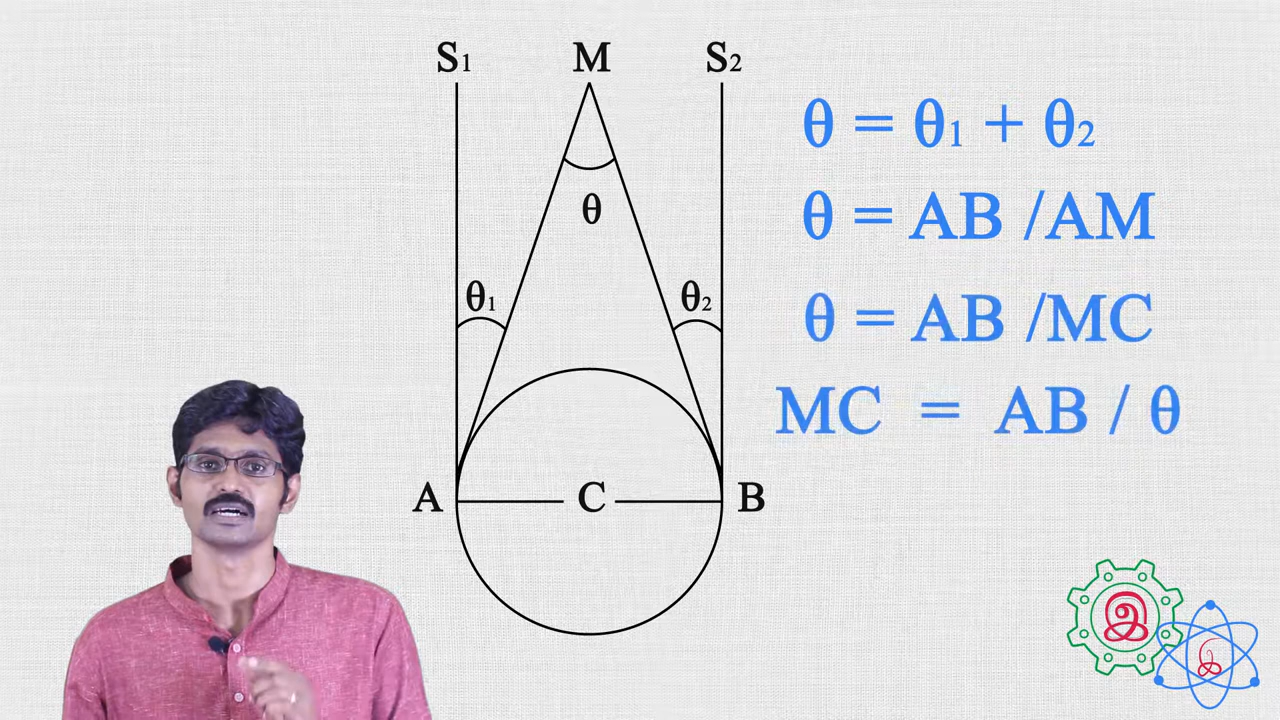 S1 M S2
θ = θ1 + θ2
θ = AB /AM
θ
θ1 θ2
θ = AB /MC
MC = AB / θ
A C B
இ
இ